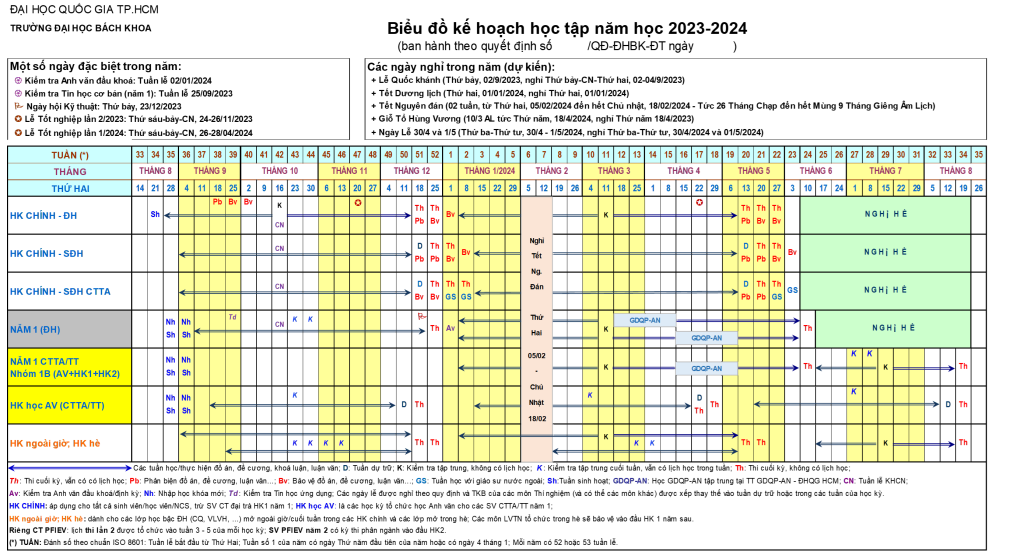 ĐẠI HỌC QUỐC GIA TP.HCM
TRƯỜNG ĐẠI HỌC BÁCH KHOA
Biểu đồ kế hoạch học tập năm học 2023-2024
(ban hành theo quyết định số /QĐ-ĐHBK-ĐT ngày )
Một số ngày đặc biệt trong năm:
Kiểm tra Anh văn đầu khoá: Tuần lễ 02/01/2024
Kiểm tra Tin học cơ bản (năm 1): Tuần lễ 25/09/2023
Ngày hội Kỹ thuật: Thứ bảy, 23/12/2023
Lễ Tốt nghiệp lần 2/2023: Thứ sáu-bảy-CN, 24-26/11/2023
Lễ Tốt nghiệp lần 1/2024: Thứ sáu-bảy-CN, 26-28/04/2024
Các ngày nghỉ trong năm (dự kiến):
+ Lễ Quốc khánh (Thứ bảy, 02/9/2023, nghỉ Thứ bảy-CN-Thứ hai, 02-04/9/2023)
+ Tết Dương lịch (Thứ hai, 01/01/2024, nghỉ Thứ hai, 01/01/2024)
+ Tết Nguyên đán (02 tuần, từ Thứ hai, 05/02/2024 đến hết Chủ nhật, 18/02/2024 - Tức 26 Tháng Chạp đến hết Mùng 9 Tháng Giêng Âm Lịch)
+ Giỗ Tổ Hùng Vương (10/3 AL tức Thứ năm, 18/4/2024, nghỉ Thứ năm 18/4/2023)
+ Ngày Lễ 30/4 và 1/5 (Thứ ba-Thứ tư, 30/4 - 1/5/2024, nghỉ Thứ ba-Thứ tư, 30/4/2024 và 01/5/2024)
TUẦN (*) 33 34 35 36 37 38 39 40 42 43 44 45 46 47 48 49 50 51 52 1 2 3 4 5 6 7 8 9 10 11 12 13 14 15 16 17 18 19 20 21 22 23 24 25 26 27 28 29 30 31 32 33 34 35
THÁNG THÁNG 8 THÁNG 9 THÁNG 10 THÁNG 11 THÁNG 12 THÁNG 1/2024 THÁNG 2 THÁNG 3 THÁNG 4 THÁNG 5 THÁNG 6 THÁNG 7 THÁNG 8
THỨ HAI 14 21 28 4 11 18 25 2 9 16 23 30 6 13 20 27 4 11 18 25 1 8 15 22 29 5 12 19 26 4 11 18 25 1 8 15 22 29 6 13 20 27 3 10 17 24 1 8 15 22 29 5 12 19 26
HK CHÍNH - ĐH Sh Pb Bv Bv K CN Th Th Bv K Th Th Th NGHỈ HÈ
Pb Bv Pb Bv Bv
HK CHÍNH - SĐH CN D Th Th Bv D Th Th Bv NGHỈ HÈ
Pb Bv Bv Pb Pb Bv
HK CHÍNH - SĐH CTTA CN D Th Th Th D Th Th GS NGHỈ HÈ
Bv Bv GS GS Pb Pb GS
NĂM 1 (ĐH) Nh Nh Td K K CN Th Av K GDQP-AN GDQP-AN Th NGHỈ HÈ
Sh Sh
NĂM 1 CTTA/TT
Nhóm 1B (AV+HK1+HK2) Nh Nh K GDQP-AN Th K K K Th
Sh Sh
HK học AV (CTTA/TT) Nh Nh K D Th K D Th K D Th
Sh Sh Th
HK ngoài giờ; HK hè K K K K Th Th K K K Th Th K Th
Nghỉ
Tết
Ng.
Đán
Thứ
Hai
05/02
-
Chủ
Nhật
18/02
Các tuần học/thực hiện đồ án, đề cương, khoá luận, luận văn; D: Tuần dự trữ; K: Kiểm tra tập trung, không có lịch học; K : Kiểm tra tập trung cuối tuần, vẫn có lịch học trong tuần; Th: Thi cuối kỳ, không có lịch học;
Th: Thi cuối kỳ, vẫn có lịch học; Pb: Phản biện đồ án, đề cương, luận văn...; Bv: Bảo vệ đồ án, đề cương, luận văn...; GS: Tuần học với giáo sư nước ngoài; Sh:Tuần sinh hoạt; GDQP-AN: Học GDQP-AN tập trung tại TT GDQP-AN - ĐHQG HCM; CN: Tuần lễ KHCN;
Av: Kiểm tra Anh văn đầu khoá/định kỳ; Nh: Nhập học khóa mới; Td: Kiểm tra Tin học ứng dụng; Các ngày lễ được nghỉ theo quy định và TKB của các môn Thí nghiệm (và có thể các môn khác) được xếp thay thế vào tuần dự trữ hoặc trong các tuần của học kỳ.
HK CHÍNH: áp dụng cho tất cả sinh viên/học viên/NCS, trừ SV CT đại trà HK1 năm 1; HK học AV: là các học kỳ tổ chức học Anh văn cho các SV CTTA/TT năm 1;
HK ngoài giờ; HK hè: dành cho các lớp học bậc ĐH (CQ, VLVH, ...) mở ngoài giờ/cuối tuần trong các HK chính và các lớp mở trong hè; Các môn LVTN tổ chức trong hè sẽ bảo vệ vào đầu HK 1 năm sau.
Riêng CT PFIEV: lịch thi lần 2 được tổ chức vào tuần 3 - 5 của mỗi học kỳ; SV PFIEV năm 2 có kỳ thi phân ngành vào đầu HK2.
(*) TUẦN: Đánh số theo chuẩn ISO 8601: Tuần lễ bắt đầu từ Thứ Hai; Tuần số 1 của năm có ngày Thứ năm đầu tiên của năm hoặc có ngày 4 tháng 1; Mỗi năm có 52 hoặc 53 tuần lễ.